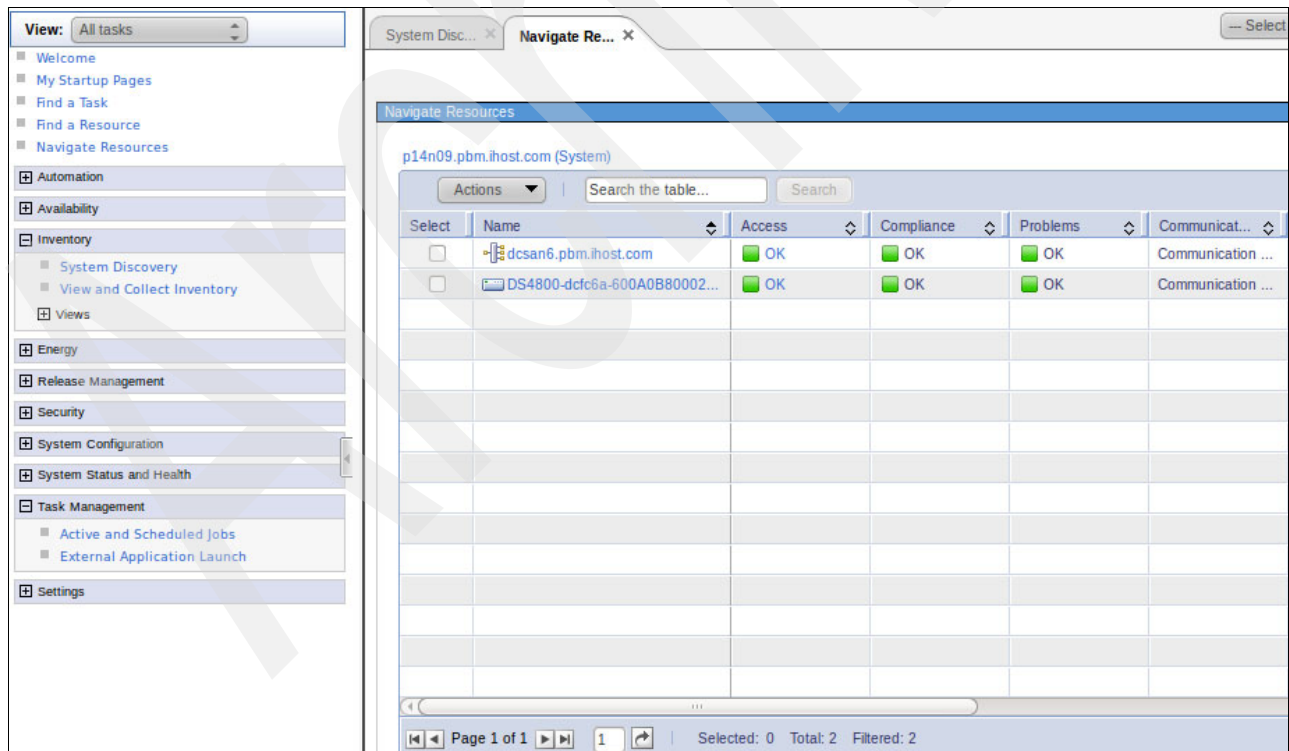 View: All tasks
Welcome
My Startup Pages
Find a Task
Find a Resource
Navigate Resources
Automation
Availability
Inventory
System Discovery
View and Collect Inventory
Views
Energy
Release Management
Security
System Configuration
System Status and Health
Task Management
Active and Scheduled Jobs
External Application Launch
Settings
System Disc... Navigate Re... --- Select
Navigate Resources
p14n09.pbm.ihost.com (System)
Actions Search the table... Search
Select Name Access Compliance Problems Communicat...
dcsan6.pbm.ihost.com OK OK OK Communication ...
DS4800-dcfc6a-600A0B80002... OK OK OK Communication ...
Page 1 of 1 1 Selected: 0 Total: 2 Filtered: 2